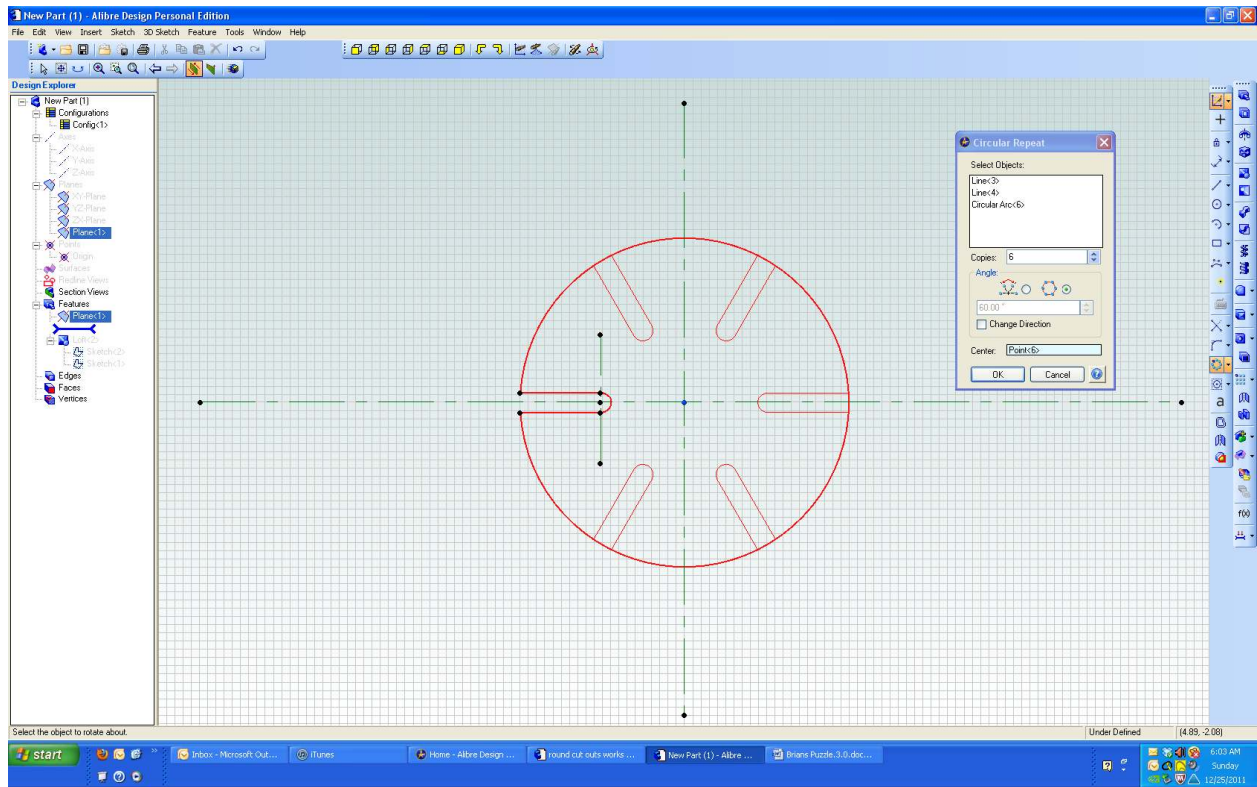 New Part (1) - Alibre Design Personal Edition
File Edit View Insert Sketch 3D Sketch Feature Tools Window Help
Design Explorer
New Part (1)
Configurations
Config<1>
Axes
X-Axis
Y-Axis
Z-Axis
Planes
XY-Plane
YZ-Plane
ZX-Plane
Plane<1>
Points
Origin
Surfaces
Redline Views
Section Views
Features
Plane<1>
Loft<2>
Sketch<2>
Sketch<1>
Edges
Faces
Vertices
Circular Repeat
Select Objects:
Line<3>
Line<4>
Circular Arc<6>
Copies: 6
Angle:
60.00 °
Change Direction
Center: Point<6>
OK Cancel
a
f(x)
Select the object to rotate about.
Under Defined (4.89, -2.08)
start Inbox - Microsoft Out... iTunes Home - Alibre Design ... round cut outs works ... New Part (1) - Alibre ... Brians Puzzle.3.0.doc...
6:03 AM
Sunday
12/25/2011